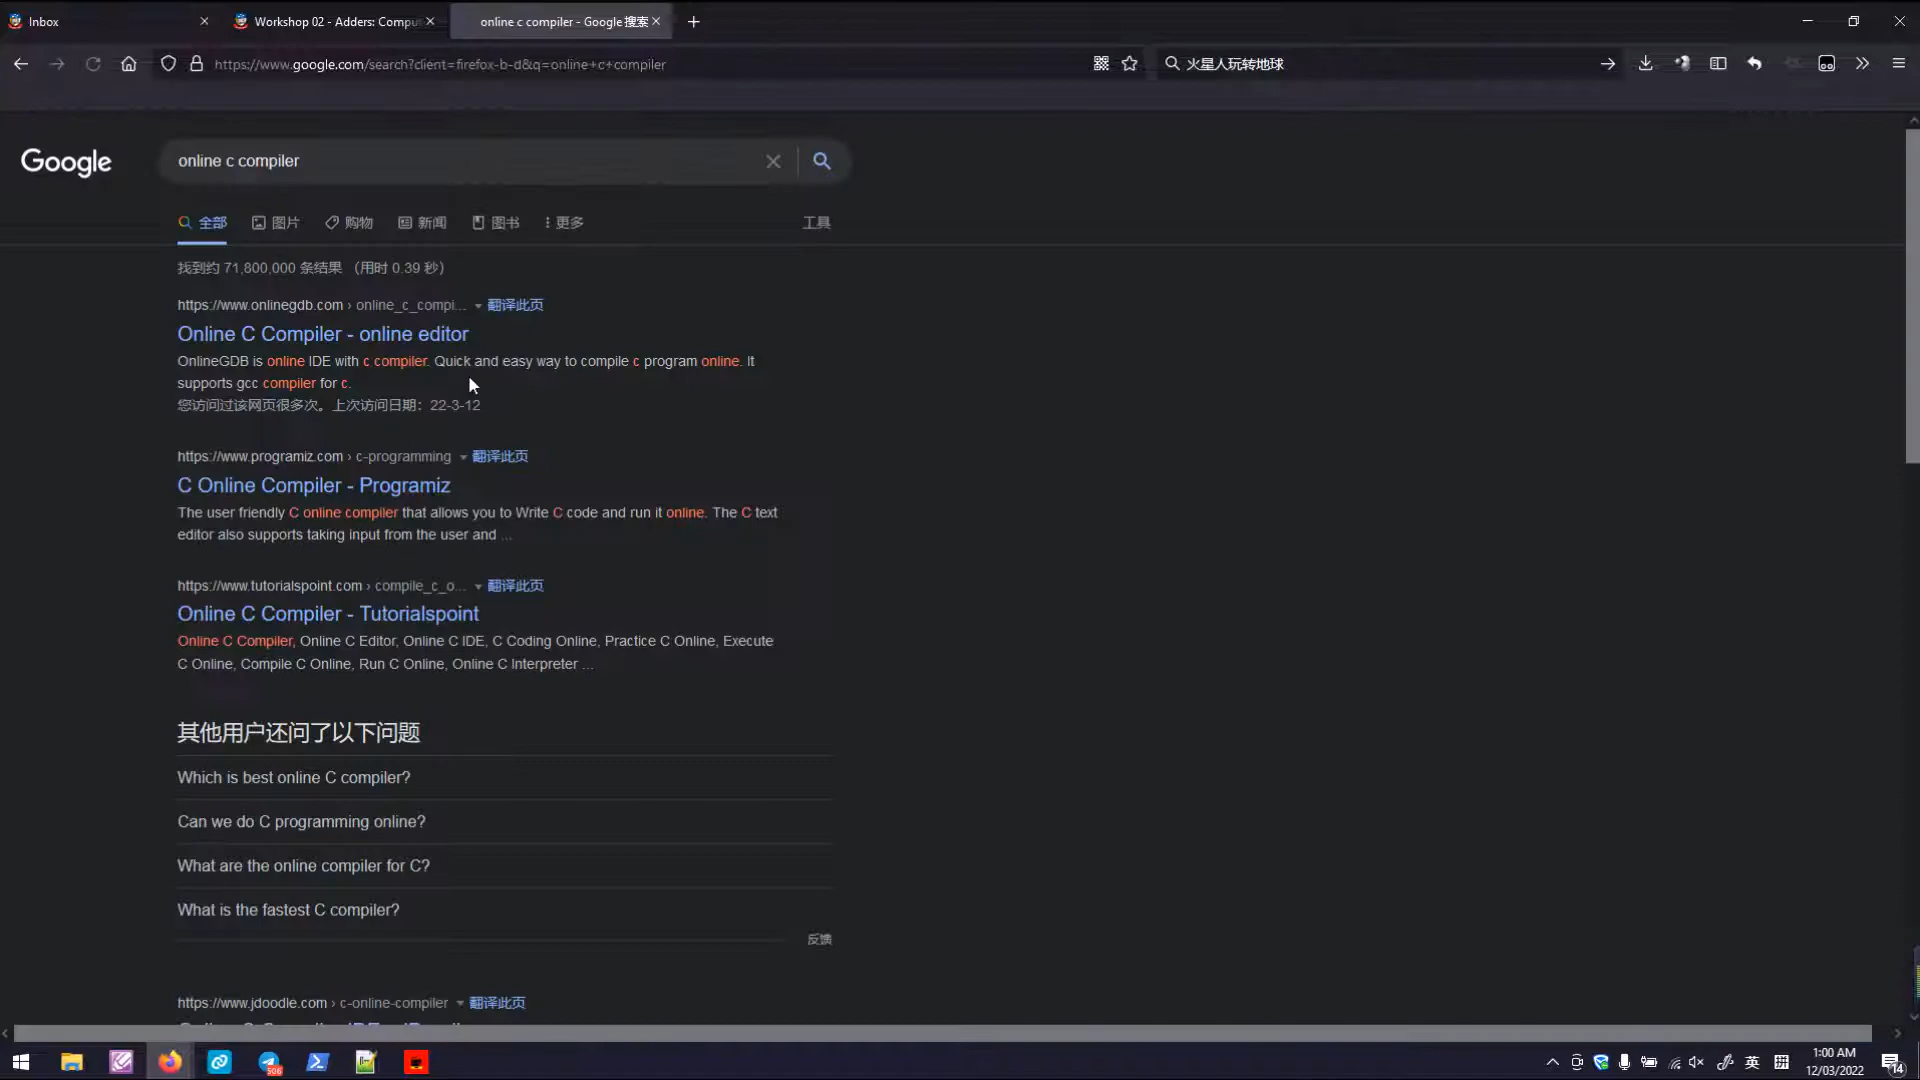 Inbox
Workshop 02 - Adders: Compu
online c compiler - Google 搜索
https://www.google.com/search?client=firefox-b-d&q=online+c+compiler
火星人玩转地球
Google
online c compiler
全部
图片
购物
新闻
图书
更多
工具
找到约 71,800,000 条结果 （用时 0.39 秒）
https://www.onlinegdb.com › online_c_compi... 翻译此页
Online C Compiler - online editor
OnlineGDB is online IDE with c compiler. Quick and easy way to compile c program online. It
supports gcc compiler for c.
您访问过该网页很多次。上次访问日期：22-3-12
https://www.programiz.com › c-programming 翻译此页
C Online Compiler - Programiz
The user friendly C online compiler that allows you to Write C code and run it online. The C text
editor also supports taking input from the user and ...
https://www.tutorialspoint.com › compile_c_o... 翻译此页
Online C Compiler - Tutorialspoint
Online C Compiler, Online C Editor, Online C IDE, C Coding Online, Practice C Online, Execute
C Online, Compile C Online, Run C Online, Online C Interpreter ...
其他用户还问了以下问题
Which is best online C compiler?
Can we do C programming online?
What are the online compiler for C?
What is the fastest C compiler?
反馈
https://www.jdoodle.com › c-online-compiler 翻译此页
506
英
拼
1:00 AM
12/03/2022
14